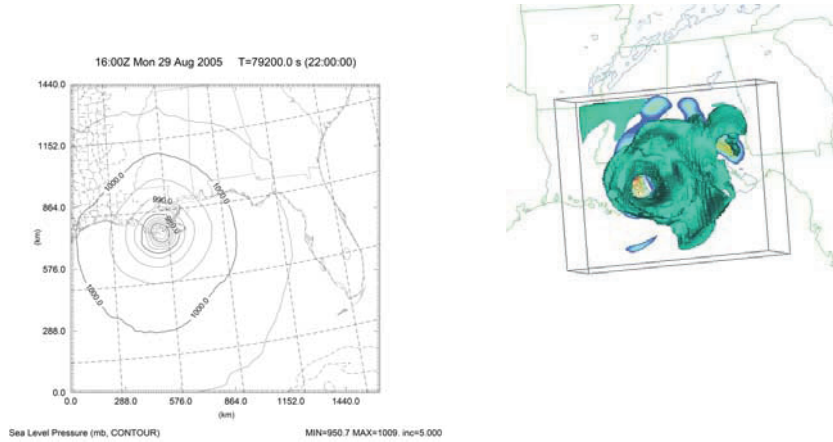 16:00Z Mon 29 Aug 2005 T=79200.0 s (22:00:00)
1440.0
1152.0
864.0
576.0
288.0
0.0
(km)
1000.0
1000.0
990.0
1000.0
1000.0
0.0 288.0 576.0 864.0 1152.0 1440.0
(km)
Sea Level Pressure (mb, CONTOUR) MIN=950.7 MAX=1009. inc=5.000